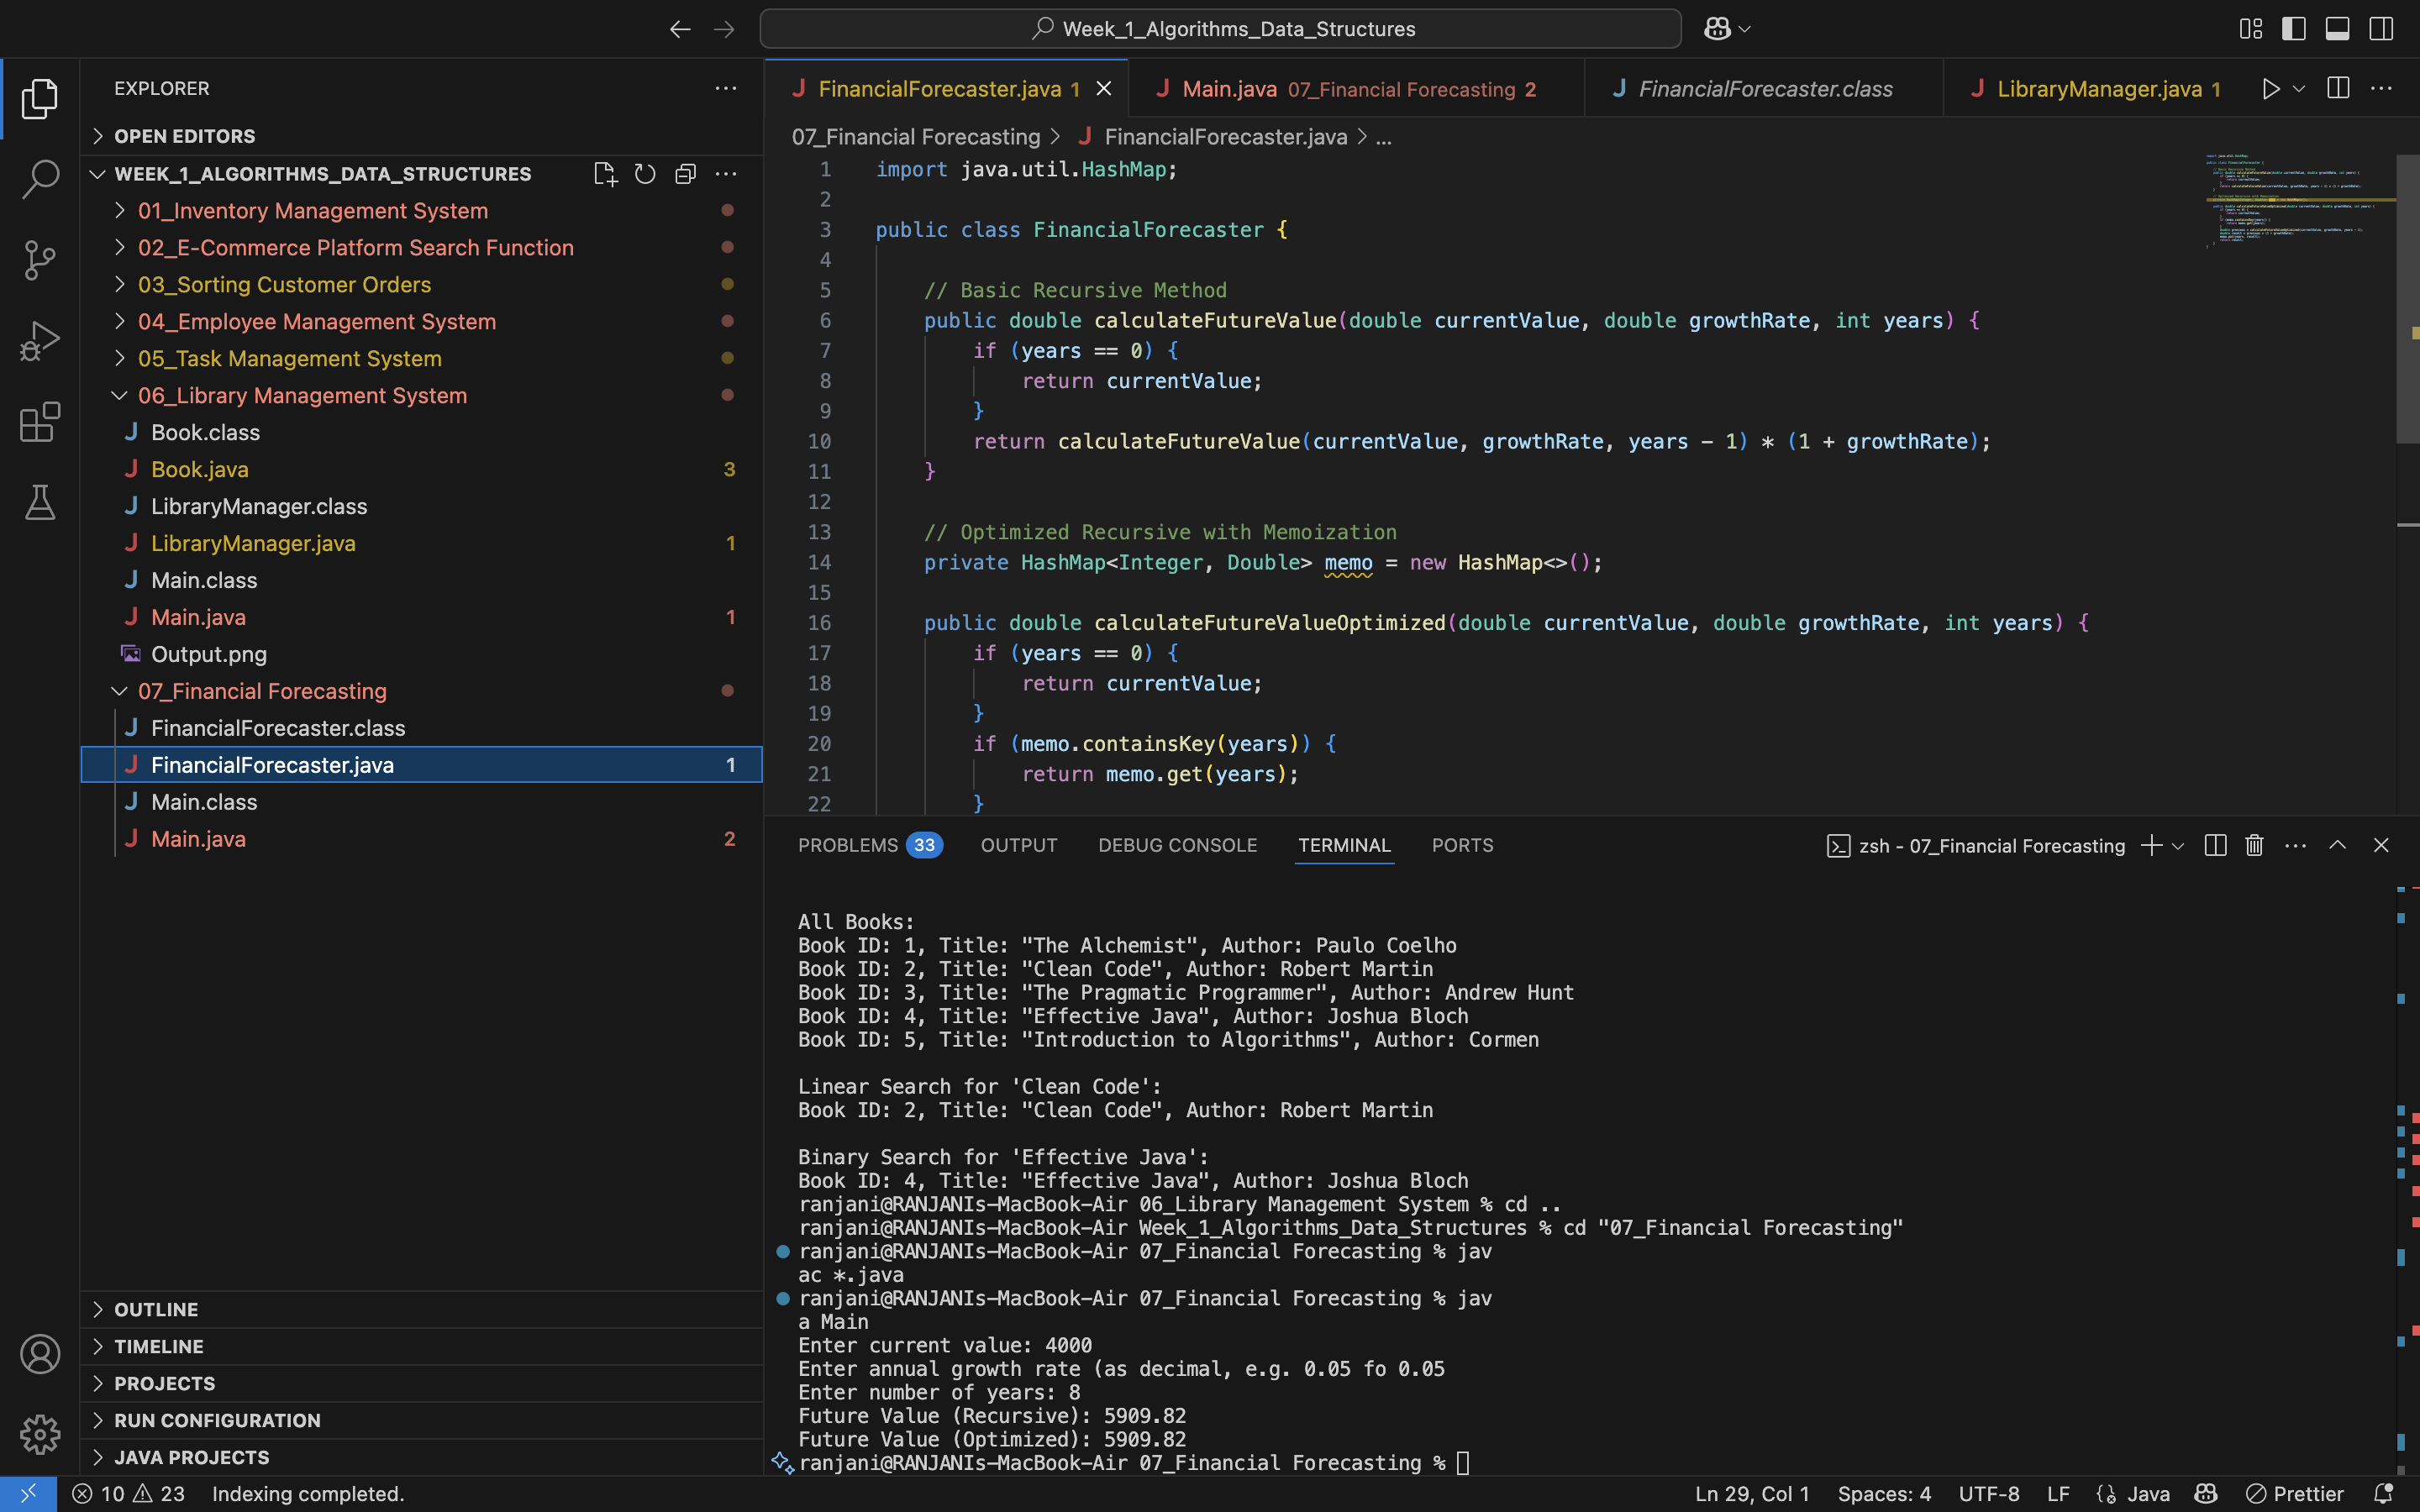 Week_1_Algorithms_Data_Structures
EXPLORER
OPEN EDITORS
WEEK_1_ALGORITHMS_DATA_STRUCTURES
01_Inventory Management System
02_E-Commerce Platform Search Function
03_Sorting Customer Orders
04_Employee Management System
05_Task Management System
06_Library Management System
J Book.class
J Book.java 3
J LibraryManager.class
J LibraryManager.java 1
J Main.class
J Main.java 1
Output.png
07_Financial Forecasting
J FinancialForecaster.class
J FinancialForecaster.java 1
J Main.class
J Main.java 2
OUTLINE
TIMELINE
PROJECTS
RUN CONFIGURATION
JAVA PROJECTS
J FinancialForecaster.java 1
J Main.java 07_Financial Forecasting 2
J FinancialForecaster.class
J LibraryManager.java 1
07_Financial Forecasting > J FinancialForecaster.java > ...
1 import java.util.HashMap;
2
3 public class FinancialForecaster {
4
5 // Basic Recursive Method
6 public double calculateFutureValue(double currentValue, double growthRate, int years) {
7 if (years == 0) {
8 return currentValue;
9 }
10 return calculateFutureValue(currentValue, growthRate, years - 1) * (1 + growthRate);
11 }
12
13 // Optimized Recursive with Memoization
14 private HashMap<Integer, Double> memo = new HashMap<>();
15
16 public double calculateFutureValueOptimized(double currentValue, double growthRate, int years) {
17 if (years == 0) {
18 return currentValue;
19 }
20 if (memo.containsKey(years)) {
21 return memo.get(years);
22 }
PROBLEMS 33 OUTPUT DEBUG CONSOLE TERMINAL PORTS
zsh - 07_Financial Forecasting
All Books:
Book ID: 1, Title: "The Alchemist", Author: Paulo Coelho
Book ID: 2, Title: "Clean Code", Author: Robert Martin
Book ID: 3, Title: "The Pragmatic Programmer", Author: Andrew Hunt
Book ID: 4, Title: "Effective Java", Author: Joshua Bloch
Book ID: 5, Title: "Introduction to Algorithms", Author: Cormen
Linear Search for 'Clean Code':
Book ID: 2, Title: "Clean Code", Author: Robert Martin
Binary Search for 'Effective Java':
Book ID: 4, Title: "Effective Java", Author: Joshua Bloch
ranjani@RANJANIs-MacBook-Air 06_Library Management System % cd ..
ranjani@RANJANIs-MacBook-Air Week_1_Algorithms_Data_Structures % cd "07_Financial Forecasting"
ranjani@RANJANIs-MacBook-Air 07_Financial Forecasting % jav
ac *.java
ranjani@RANJANIs-MacBook-Air 07_Financial Forecasting % jav
a Main
Enter current value: 4000
Enter annual growth rate (as decimal, e.g. 0.05 fo 0.05
Enter number of years: 8
Future Value (Recursive): 5909.82
Future Value (Optimized): 5909.82
ranjani@RANJANIs-MacBook-Air 07_Financial Forecasting %
10 23 Indexing completed.
Ln 29, Col 1 Spaces: 4 UTF-8 LF {} Java Prettier